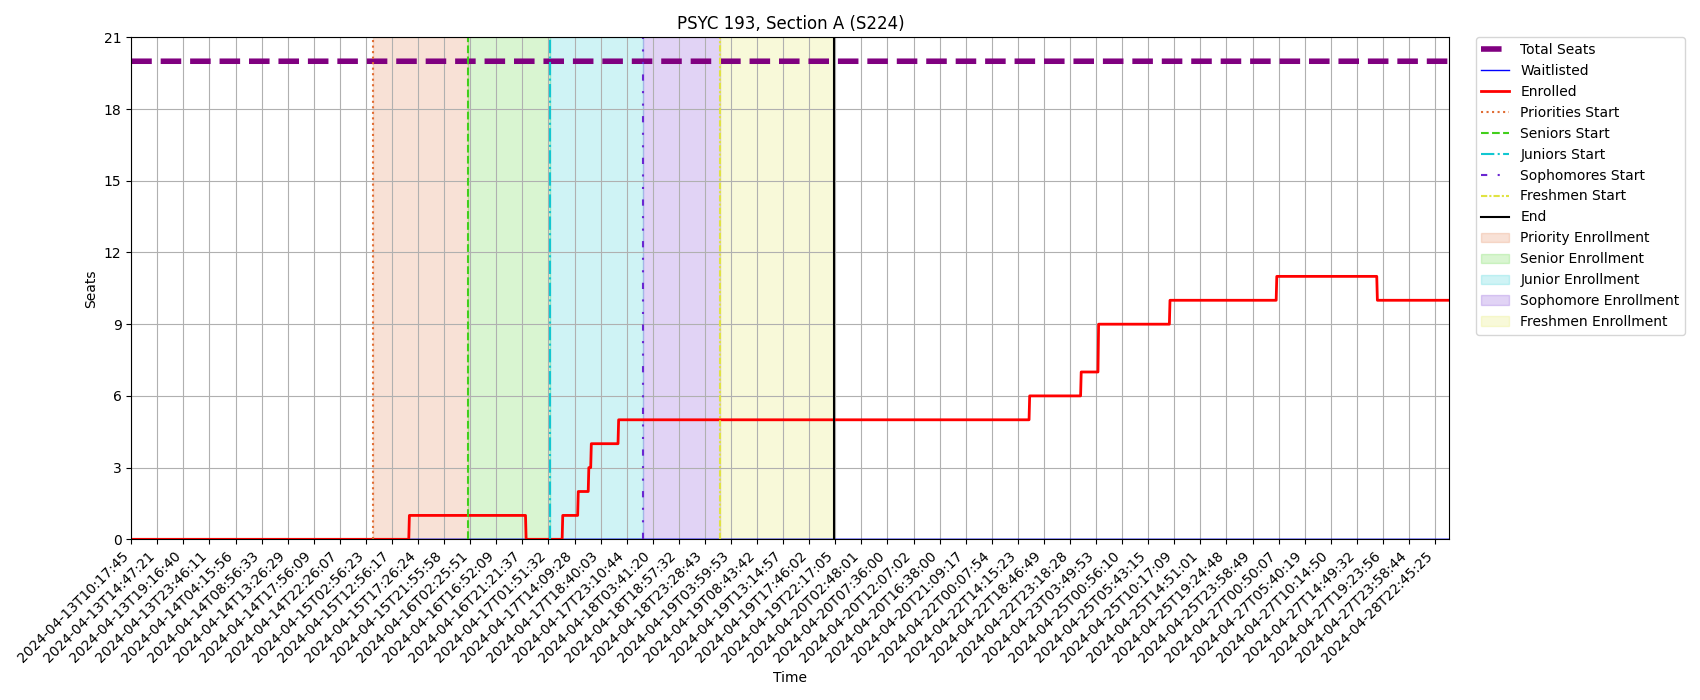 PSYC 193, Section A (S224)
21
18
15
12
9
6
3
0
Seats
2024-04-13T10:17:45
2024-04-13T14:47:21
2024-04-13T19:16:40
2024-04-13T23:46:11
2024-04-14T04:15:56
2024-04-14T08:56:33
2024-04-14T13:26:29
2024-04-14T17:56:09
2024-04-14T22:26:07
2024-04-15T02:56:23
2024-04-15T12:56:17
2024-04-15T17:26:24
2024-04-15T21:55:58
2024-04-16T02:25:51
2024-04-16T16:52:09
2024-04-16T21:21:37
2024-04-17T01:51:32
2024-04-17T14:09:28
2024-04-17T18:40:03
2024-04-17T23:10:44
2024-04-18T03:41:20
2024-04-18T18:57:32
2024-04-18T23:28:43
2024-04-19T03:59:53
2024-04-19T08:43:42
2024-04-19T13:14:57
2024-04-19T17:46:02
2024-04-19T22:17:05
2024-04-20T02:48:01
2024-04-20T07:36:00
2024-04-20T12:07:02
2024-04-20T16:38:00
2024-04-20T21:09:17
2024-04-22T00:07:54
2024-04-22T14:15:23
2024-04-22T18:46:49
2024-04-22T23:18:28
2024-04-23T03:49:53
2024-04-25T00:56:10
2024-04-25T05:43:15
2024-04-25T10:17:09
2024-04-25T14:51:01
2024-04-25T19:24:48
2024-04-25T23:58:49
2024-04-27T00:50:07
2024-04-27T05:40:19
2024-04-27T10:14:50
2024-04-27T14:49:32
2024-04-27T19:23:56
2024-04-27T23:58:44
2024-04-28T22:45:25
Time
Total Seats
Waitlisted
Enrolled
Priorities Start
Seniors Start
Juniors Start
Sophomores Start
Freshmen Start
End
Priority Enrollment
Senior Enrollment
Junior Enrollment
Sophomore Enrollment
Freshmen Enrollment